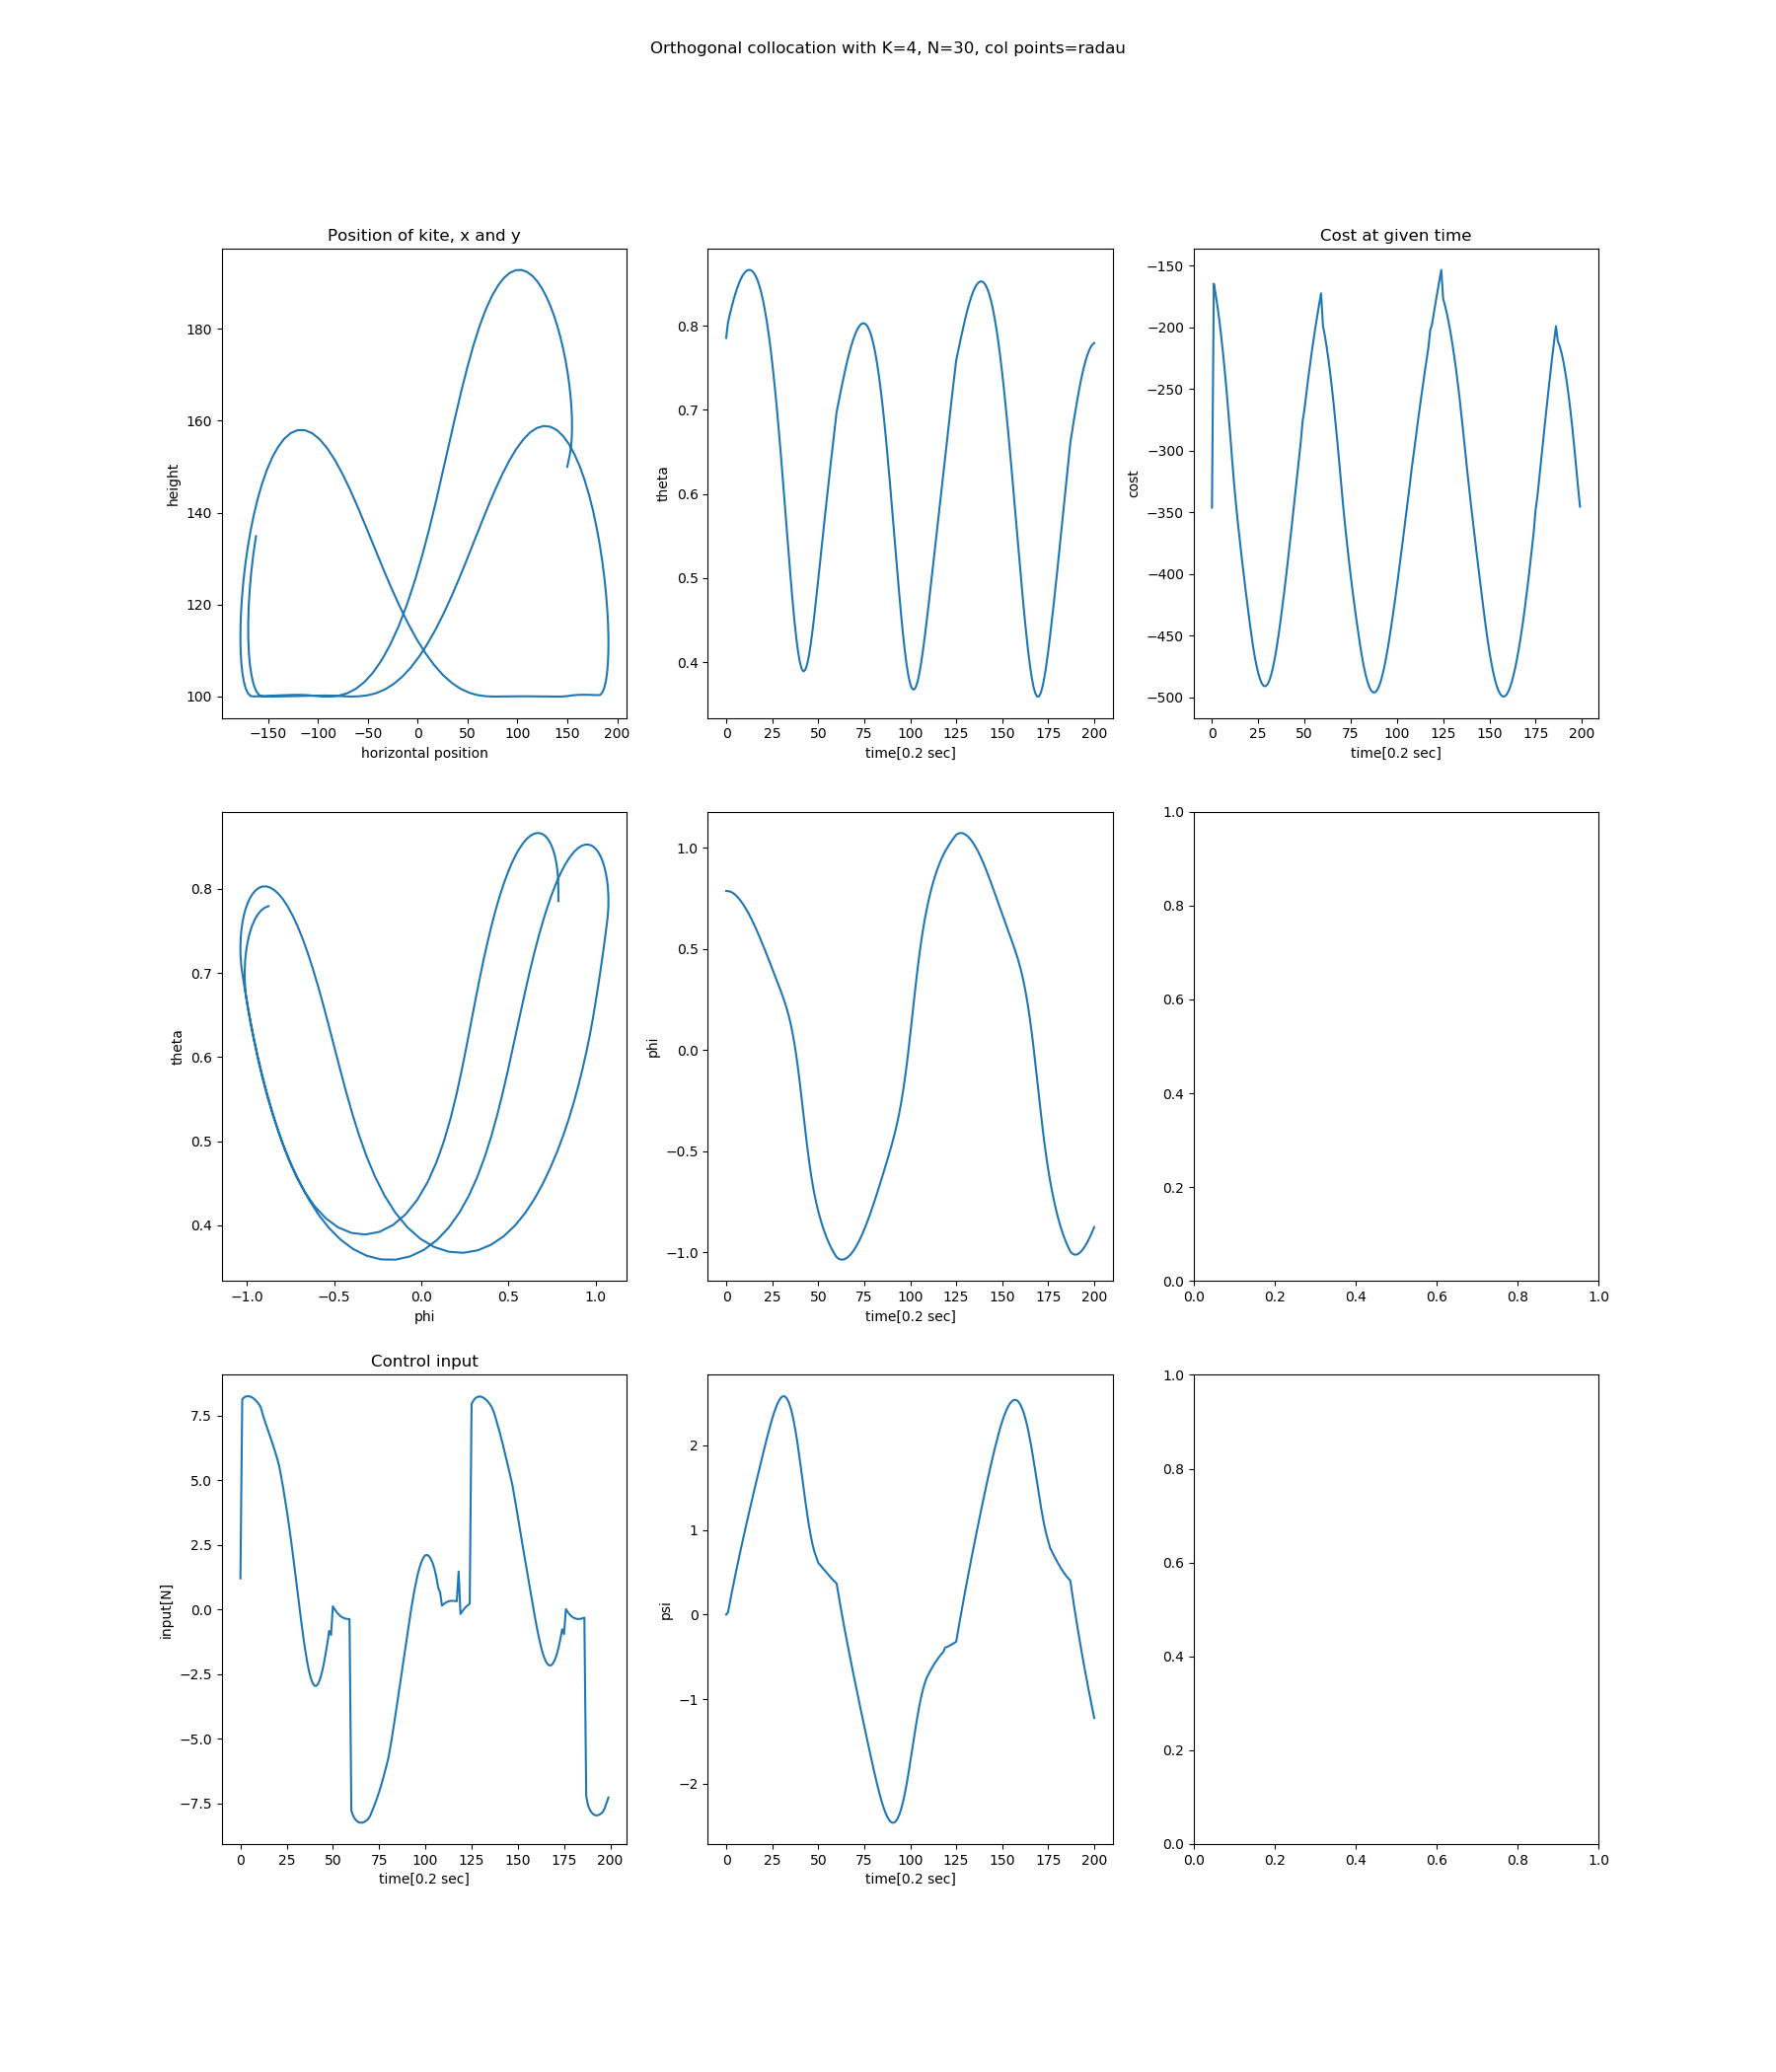 Orthogonal collocation with K=4, N=30, col points=radau
Position of kite, x and y
height
180
160
140
120
100
−150 −100 −50 0 50 100 150 200
horizontal position
theta
0.8
0.7
0.6
0.5
0.4
0 25 50 75 100 125 150 175 200
time[0.2 sec]
Cost at given time
cost
−150
−200
−250
−300
−350
−400
−450
−500
0 25 50 75 100 125 150 175 200
time[0.2 sec]
theta
0.8
0.7
0.6
0.5
0.4
−1.0 −0.5 0.0 0.5 1.0
phi
phi
1.0
0.5
0.0
−0.5
−1.0
0 25 50 75 100 125 150 175 200
time[0.2 sec]
1.0
0.8
0.6
0.4
0.2
0.0
0.0 0.2 0.4 0.6 0.8 1.0
Control input
input[N]
7.5
5.0
2.5
0.0
−2.5
−5.0
−7.5
0 25 50 75 100 125 150 175 200
time[0.2 sec]
psi
2
1
0
−1
−2
0 25 50 75 100 125 150 175 200
time[0.2 sec]
1.0
0.8
0.6
0.4
0.2
0.0
0.0 0.2 0.4 0.6 0.8 1.0